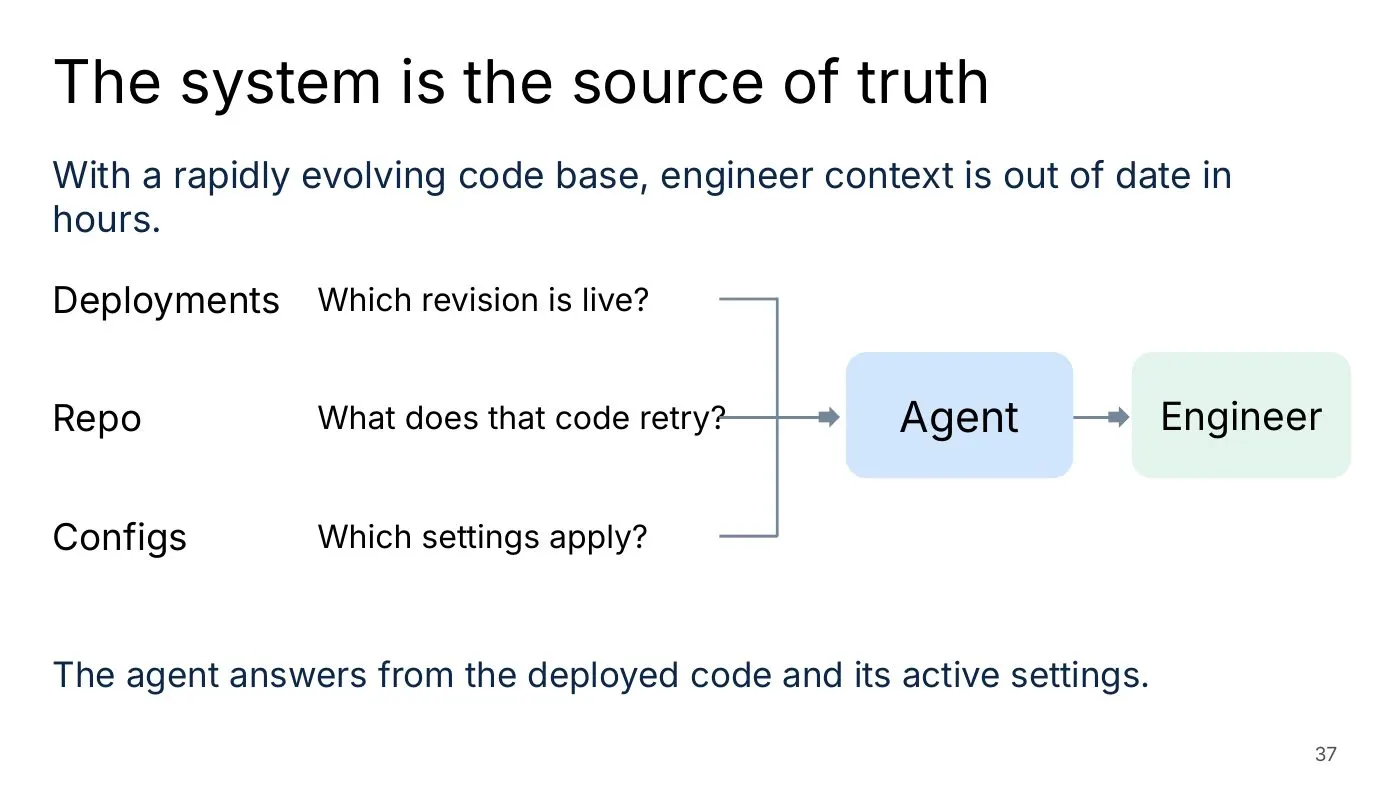 The system is the source of truth
With a rapidly evolving code base, engineer context is out of date in
hours.
Deployments Which revision is live?
Repo What does that code retry?
Configs Which settings apply?
Agent
Engineer
The agent answers from the deployed code and its active settings.
37